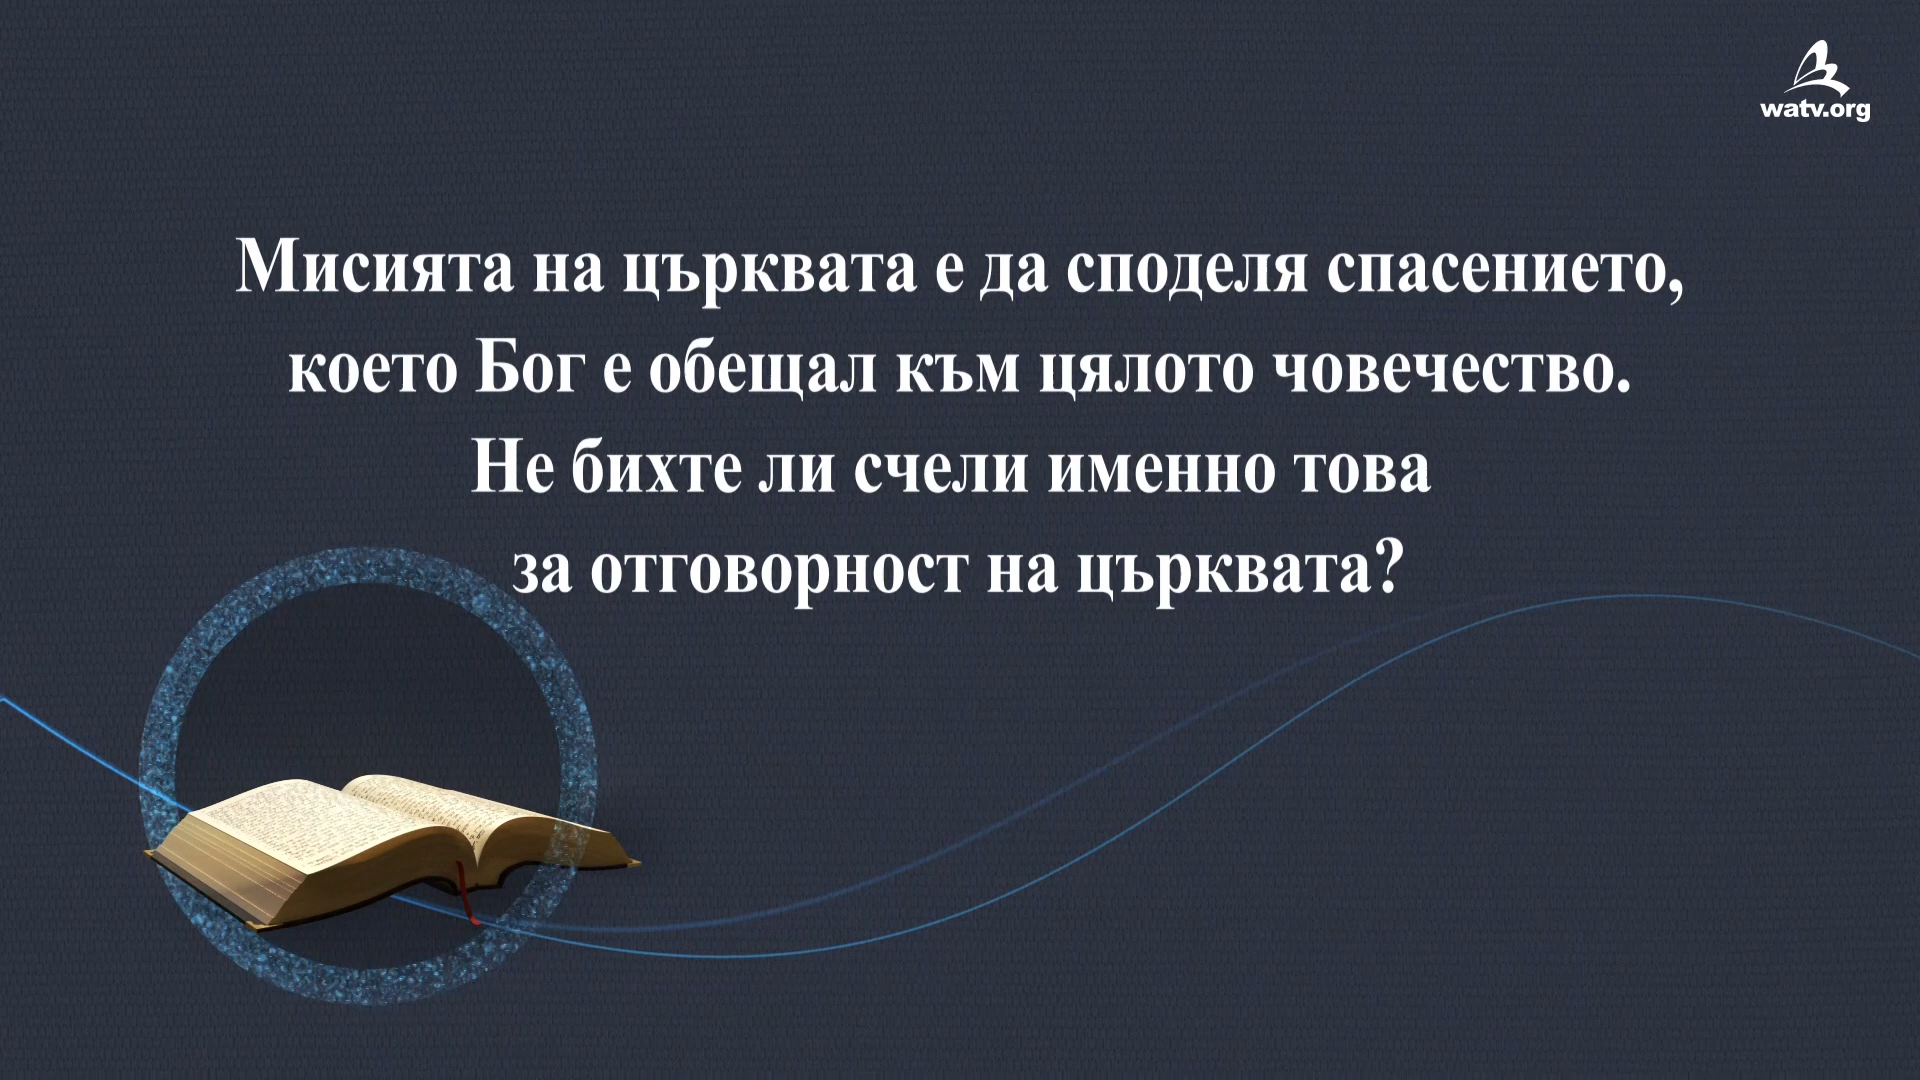 watv.org
Мисията на църквата е да споделя спасението,
което Бог е обещал към цялото човечество.
Не бихте ли счели именно това
за отговорност на църквата?